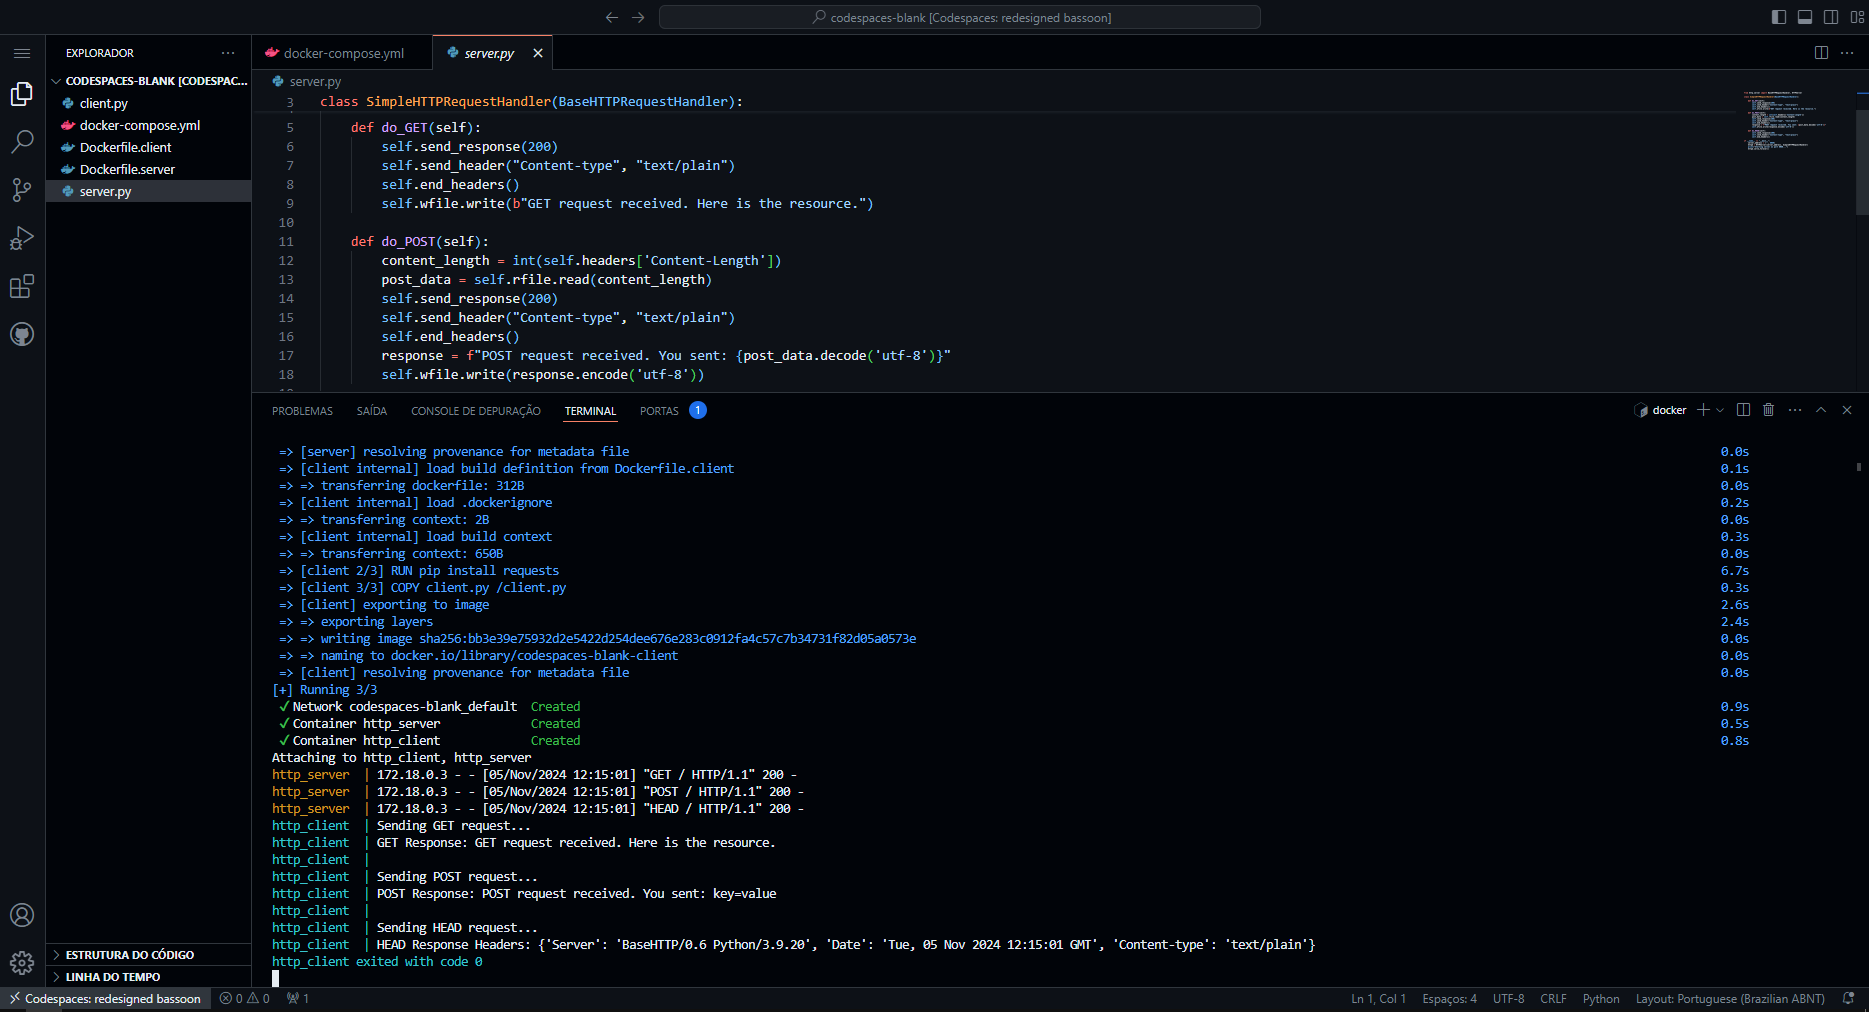 codespaces-blank [Codespaces: redesigned bassoon]
EXPLORADOR
CODESPACES-BLANK [CODESPAC...
client.py
docker-compose.yml
Dockerfile.client
Dockerfile.server
server.py
ESTRUTURA DO CÓDIGO
LINHA DO TEMPO
docker-compose.yml
server.py
server.py
3 class SimpleHTTPRequestHandler(BaseHTTPRequestHandler):
5 def do_GET(self):
6 self.send_response(200)
7 self.send_header("Content-type", "text/plain")
8 self.end_headers()
9 self.wfile.write(b"GET request received. Here is the resource.")
10
11 def do_POST(self):
12 content_length = int(self.headers['Content-Length'])
13 post_data = self.rfile.read(content_length)
14 self.send_response(200)
15 self.send_header("Content-type", "text/plain")
16 self.end_headers()
17 response = f"POST request received. You sent: {post_data.decode('utf-8')}"
18 self.wfile.write(response.encode('utf-8'))
PROBLEMAS SAÍDA CONSOLE DE DEPURAÇÃO TERMINAL PORTAS 1 docker
=> [server] resolving provenance for metadata file 0.0s
=> [client internal] load build definition from Dockerfile.client 0.1s
=> => transferring dockerfile: 312B 0.0s
=> [client internal] load .dockerignore 0.2s
=> => transferring context: 2B 0.0s
=> [client internal] load build context 0.3s
=> => transferring context: 650B 0.0s
=> [client 2/3] RUN pip install requests 6.7s
=> [client 3/3] COPY client.py /client.py 0.3s
=> [client] exporting to image 2.6s
=> => exporting layers 2.4s
=> => writing image sha256:bb3e39e75932d2e5422d254dee676e283c0912fa4c57c7b34731f82d05a0573e 0.0s
=> => naming to docker.io/library/codespaces-blank-client 0.0s
=> [client] resolving provenance for metadata file 0.0s
[+] Running 3/3
✓ Network codespaces-blank_default Created 0.9s
✓ Container http_server Created 0.5s
✓ Container http_client Created 0.8s
Attaching to http_client, http_server
http_server | 172.18.0.3 - - [05/Nov/2024 12:15:01] "GET / HTTP/1.1" 200 -
http_server | 172.18.0.3 - - [05/Nov/2024 12:15:01] "POST / HTTP/1.1" 200 -
http_server | 172.18.0.3 - - [05/Nov/2024 12:15:01] "HEAD / HTTP/1.1" 200 -
http_client | Sending GET request...
http_client | GET Response: GET request received. Here is the resource.
http_client |
http_client | Sending POST request...
http_client | POST Response: POST request received. You sent: key=value
http_client |
http_client | Sending HEAD request...
http_client | HEAD Response Headers: {'Server': 'BaseHTTP/0.6 Python/3.9.20', 'Date': 'Tue, 05 Nov 2024 12:15:01 GMT', 'Content-type': 'text/plain'}
http_client exited with code 0
Codespaces: redesigned bassoon 0 0 1 Ln 1, Col 1 Espaços: 4 UTF-8 CRLF Python Layout: Portuguese (Brazilian ABNT)